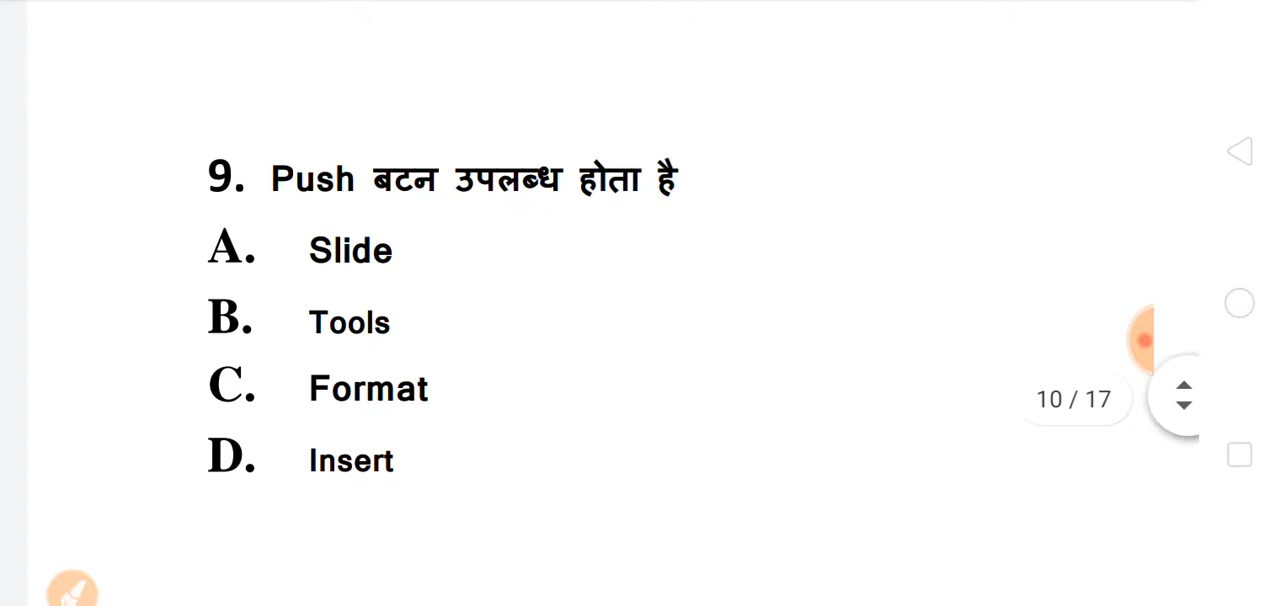 9. Push बटन उपलब्ध होता है
A. Slide
B. Tools
C. Format
D. Insert
10 / 17